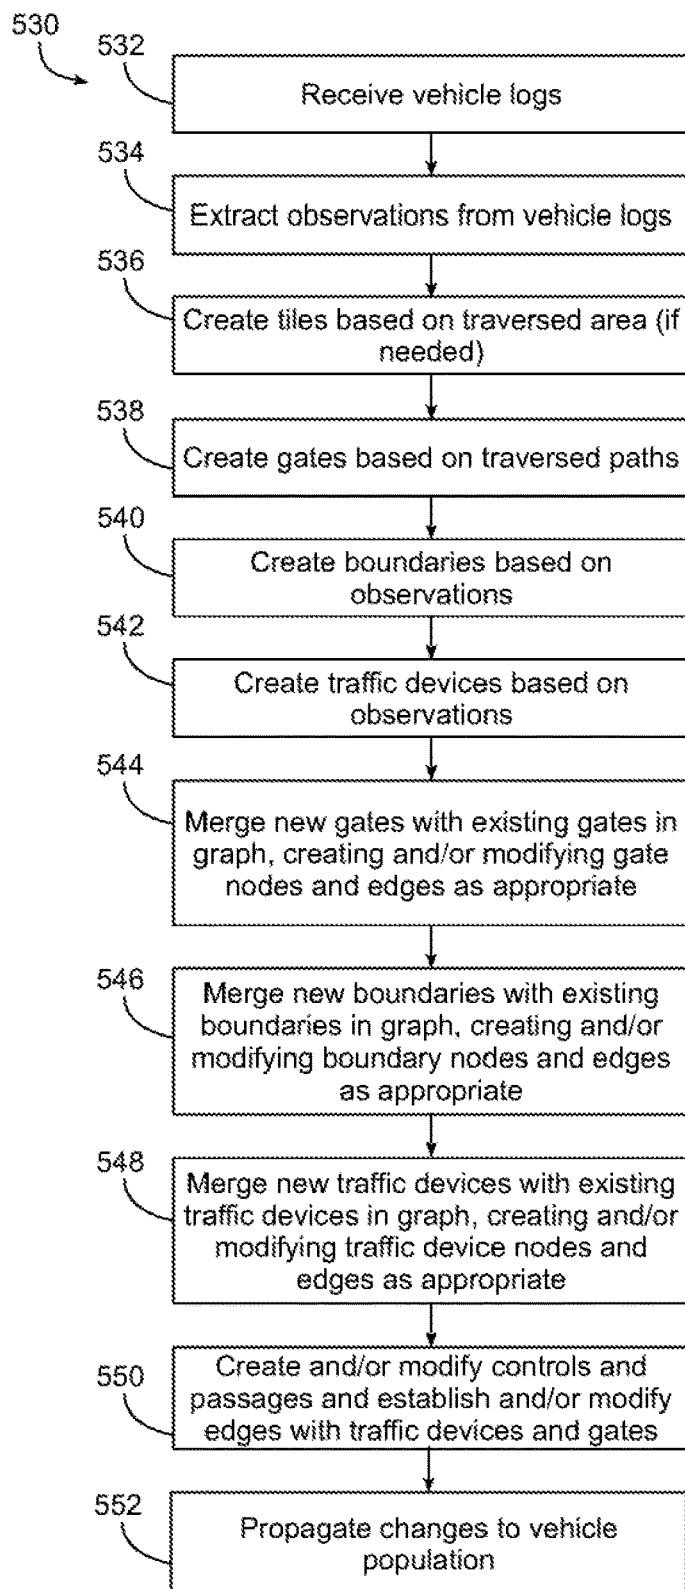 530
532
Receive vehicle logs
534
Extract observations from vehicle logs
536
Create tiles based on traversed area (if
needed)
538
Create gates based on traversed paths
540
Create boundaries based on
observations
542
Create traffic devices based on
observations
544
Merge new gates with existing gates in
graph, creating and/or modifying gate
nodes and edges as appropriate
546
Merge new boundaries with existing
boundaries in graph, creating and/or
modifying boundary nodes and edges
as appropriate
548
Merge new traffic devices with existing
traffic devices in graph, creating and/or
modifying traffic device nodes and
edges as appropriate
550
Create and/or modify controls and
passages and establish and/or modify
edges with traffic devices and gates
552
Propagate changes to vehicle
population